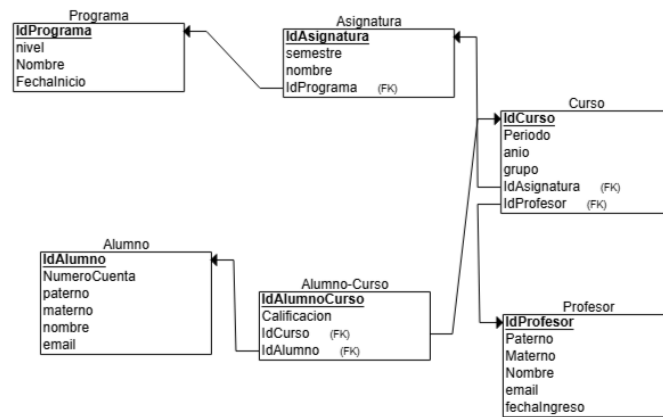 Programa
IdPrograma
nivel
Nombre
FechaInicio
Asignatura
IdAsignatura
semestre
nombre
IdPrograma (FK)
Curso
IdCurso
Periodo
anio
grupo
IdAsignatura (FK)
IdProfesor (FK)
Alumno
IdAlumno
NumeroCuenta
paterno
materno
nombre
email
Alumno-Curso
IdAlumnoCurso
Calificacion
IdCurso (FK)
IdAlumno (FK)
Profesor
IdProfesor
Paterno
Materno
Nombre
email
fechaIngreso